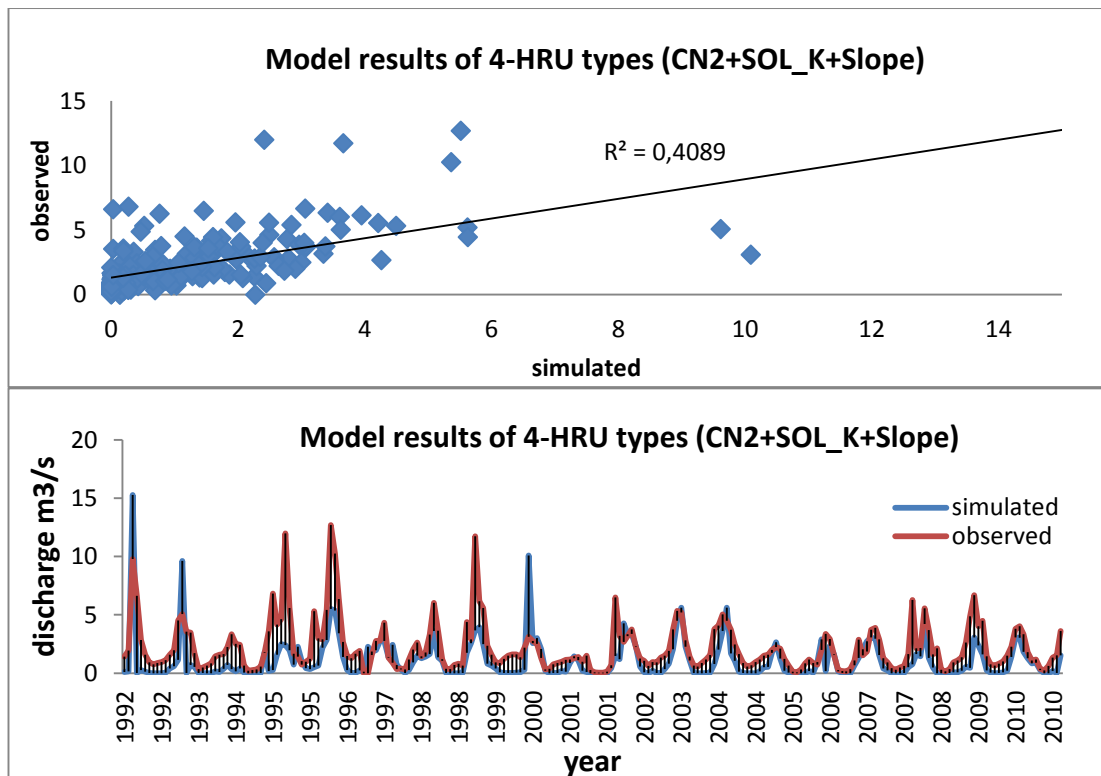 Model results of 4-HRU types (CN2+SOL_K+Slope)
15
10
5
0
observed
R² = 0,4089
0 2 4 6 8 10 12 14
simulated
Model results of 4-HRU types (CN2+SOL_K+Slope)
20
15
10
5
0
discharge m3/s
simulated
observed
1992 1992 1993 1994 1995 1995 1996 1997 1998 1998 1999 2000 2001 2001 2002 2003 2004 2004 2005 2006 2007 2007 2008 2009 2010 2010
year